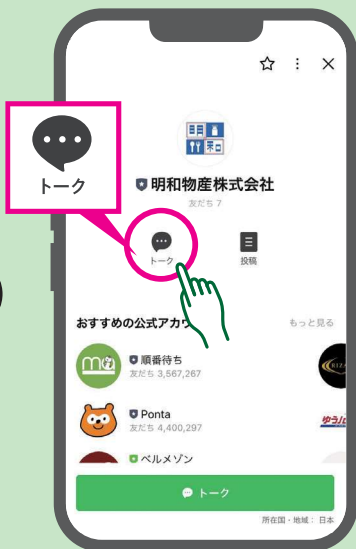 トーク
明和物産株式会社
友だち 7
トーク
投稿
おすすめの公式アカウ
もっと見る
順番待ち
友だち 3,567,267
Ponta
友だち 4,400,297
ベルメゾン
トーク
所在国・地域： 日本